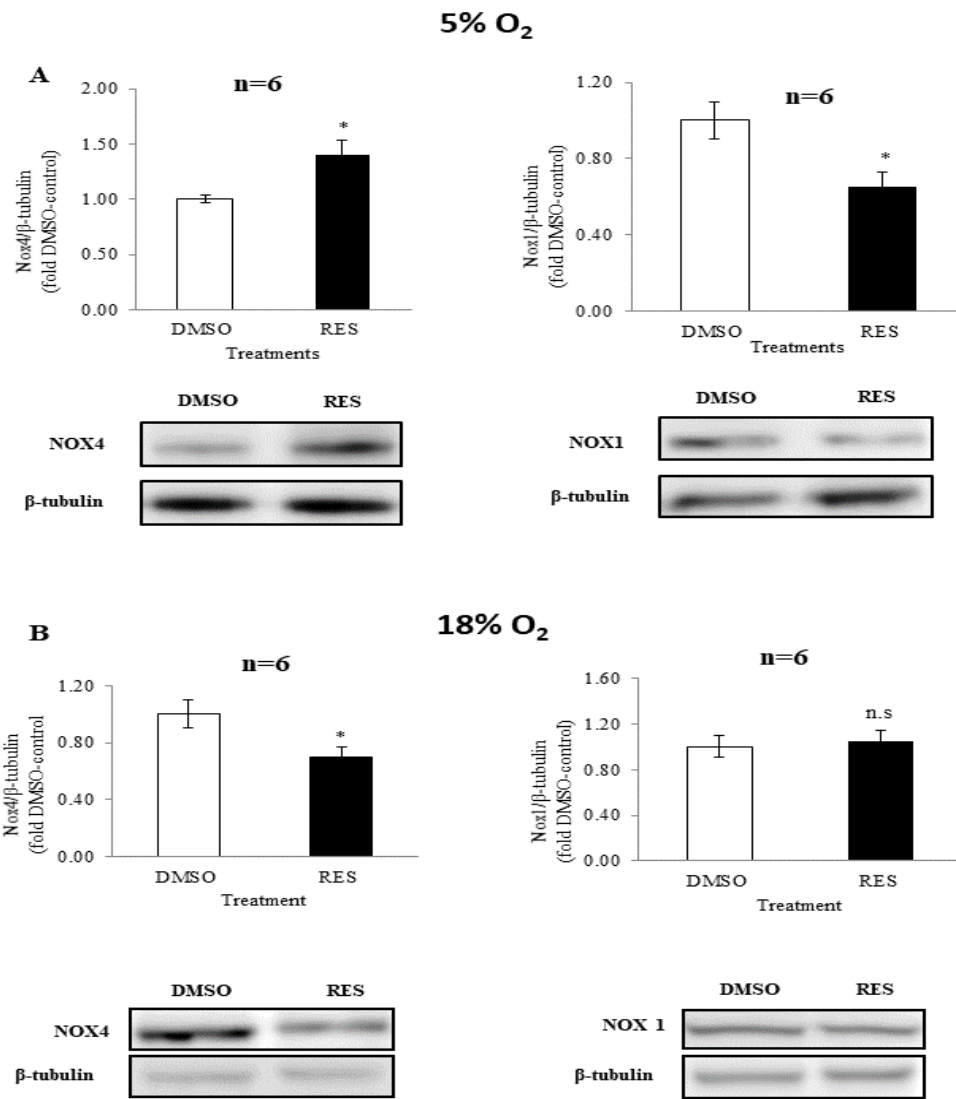 5% O₂
A
n=6
2.00
1.50
1.00
0.50
0.00
*
Nox4/β-tubulin
(fold DMSO-control)
DMSO RES
Treatments
n=6
1.20
0.80
0.40
0.00
*
Nox1/β-tubulin
(fold DMSO-control)
DMSO RES
Treatments
DMSO RES
NOX4
β-tubulin
DMSO RES
NOX1
β-tubulin
18% O₂
B
n=6
1.20
0.80
0.40
0.00
*
Nox4/β-tubulin
(fold DMSO-control
DMSO RES
Treatment
n=6
1.60
1.20
0.80
0.40
0.00
n.s
Nox1/β-tubulin
(fold DMSO-control)
DMSO RES
Treatment
DMSO RES
NOX4
β-tubulin
DMSO RES
NOX 1
β-tubulin